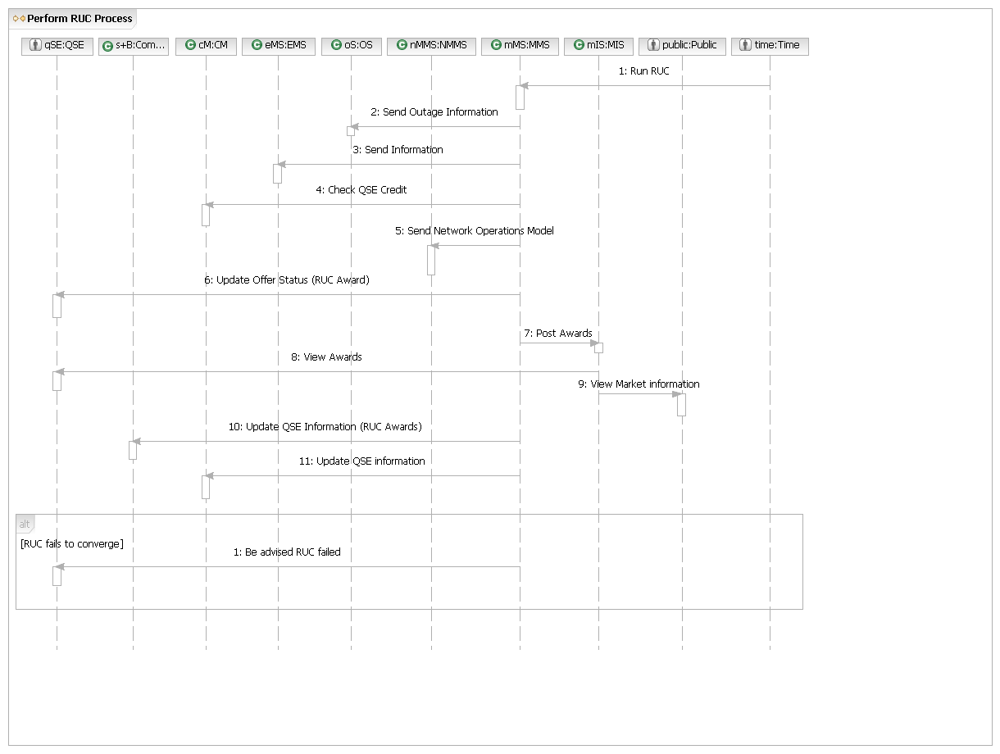 Perform RUC Process
qSE:QSE s+B:Com... cM:CM eMS:EMS oS:OS nMMS:NMMS mMS:MMS mIS:MIS public:Public time:Time
1: Run RUC
2: Send Outage Information
3: Send Information
4: Check QSE Credit
5: Send Network Operations Model
6: Update Offer Status (RUC Award)
7: Post Awards
8: View Awards
9: View Market information
10: Update QSE Information (RUC Awards)
11: Update QSE information
alt
[RUC fails to converge]
1: Be advised RUC failed